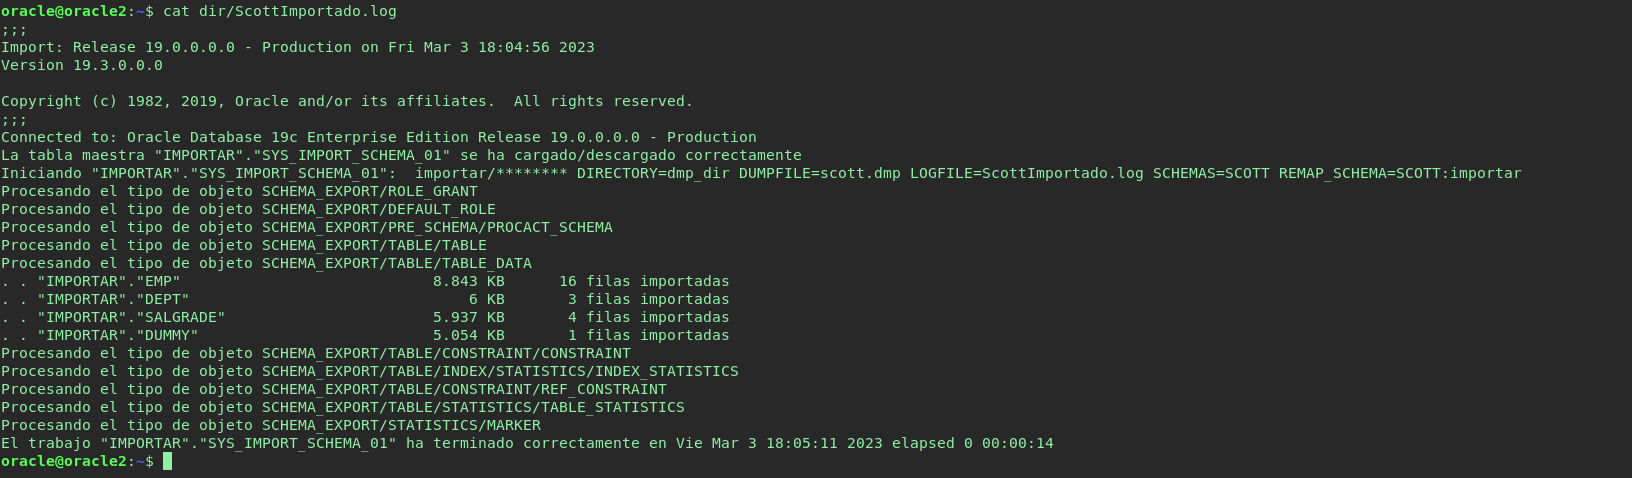 oracle@oracle2:~$ cat dir/ScottImportado.log
;;;
Import: Release 19.0.0.0.0 - Production on Fri Mar 3 18:04:56 2023
Version 19.3.0.0.0
Copyright (c) 1982, 2019, Oracle and/or its affiliates.  All rights reserved.
;;;
Connected to: Oracle Database 19c Enterprise Edition Release 19.0.0.0.0 - Production
La tabla maestra "IMPORTAR"."SYS_IMPORT_SCHEMA_01" se ha cargado/descargado correctamente
Iniciando "IMPORTAR"."SYS_IMPORT_SCHEMA_01":  importar/******** DIRECTORY=dmp_dir DUMPFILE=scott.dmp LOGFILE=ScottImportado.log SCHEMAS=SCOTT REMAP_SCHEMA=SCOTT:importar
Procesando el tipo de objeto SCHEMA_EXPORT/ROLE_GRANT
Procesando el tipo de objeto SCHEMA_EXPORT/DEFAULT_ROLE
Procesando el tipo de objeto SCHEMA_EXPORT/PRE_SCHEMA/PROCACT_SCHEMA
Procesando el tipo de objeto SCHEMA_EXPORT/TABLE/TABLE
Procesando el tipo de objeto SCHEMA_EXPORT/TABLE/TABLE_DATA
. . "IMPORTAR"."EMP"                            8.843 KB      16 filas importadas
. . "IMPORTAR"."DEPT"                               6 KB       3 filas importadas
. . "IMPORTAR"."SALGRADE"                       5.937 KB       4 filas importadas
. . "IMPORTAR"."DUMMY"                          5.054 KB       1 filas importadas
Procesando el tipo de objeto SCHEMA_EXPORT/TABLE/CONSTRAINT/CONSTRAINT
Procesando el tipo de objeto SCHEMA_EXPORT/TABLE/INDEX/STATISTICS/INDEX_STATISTICS
Procesando el tipo de objeto SCHEMA_EXPORT/TABLE/CONSTRAINT/REF_CONSTRAINT
Procesando el tipo de objeto SCHEMA_EXPORT/TABLE/STATISTICS/TABLE_STATISTICS
Procesando el tipo de objeto SCHEMA_EXPORT/STATISTICS/MARKER
El trabajo "IMPORTAR"."SYS_IMPORT_SCHEMA_01" ha terminado correctamente en Vie Mar 3 18:05:11 2023 elapsed 0 00:00:14
oracle@oracle2:~$